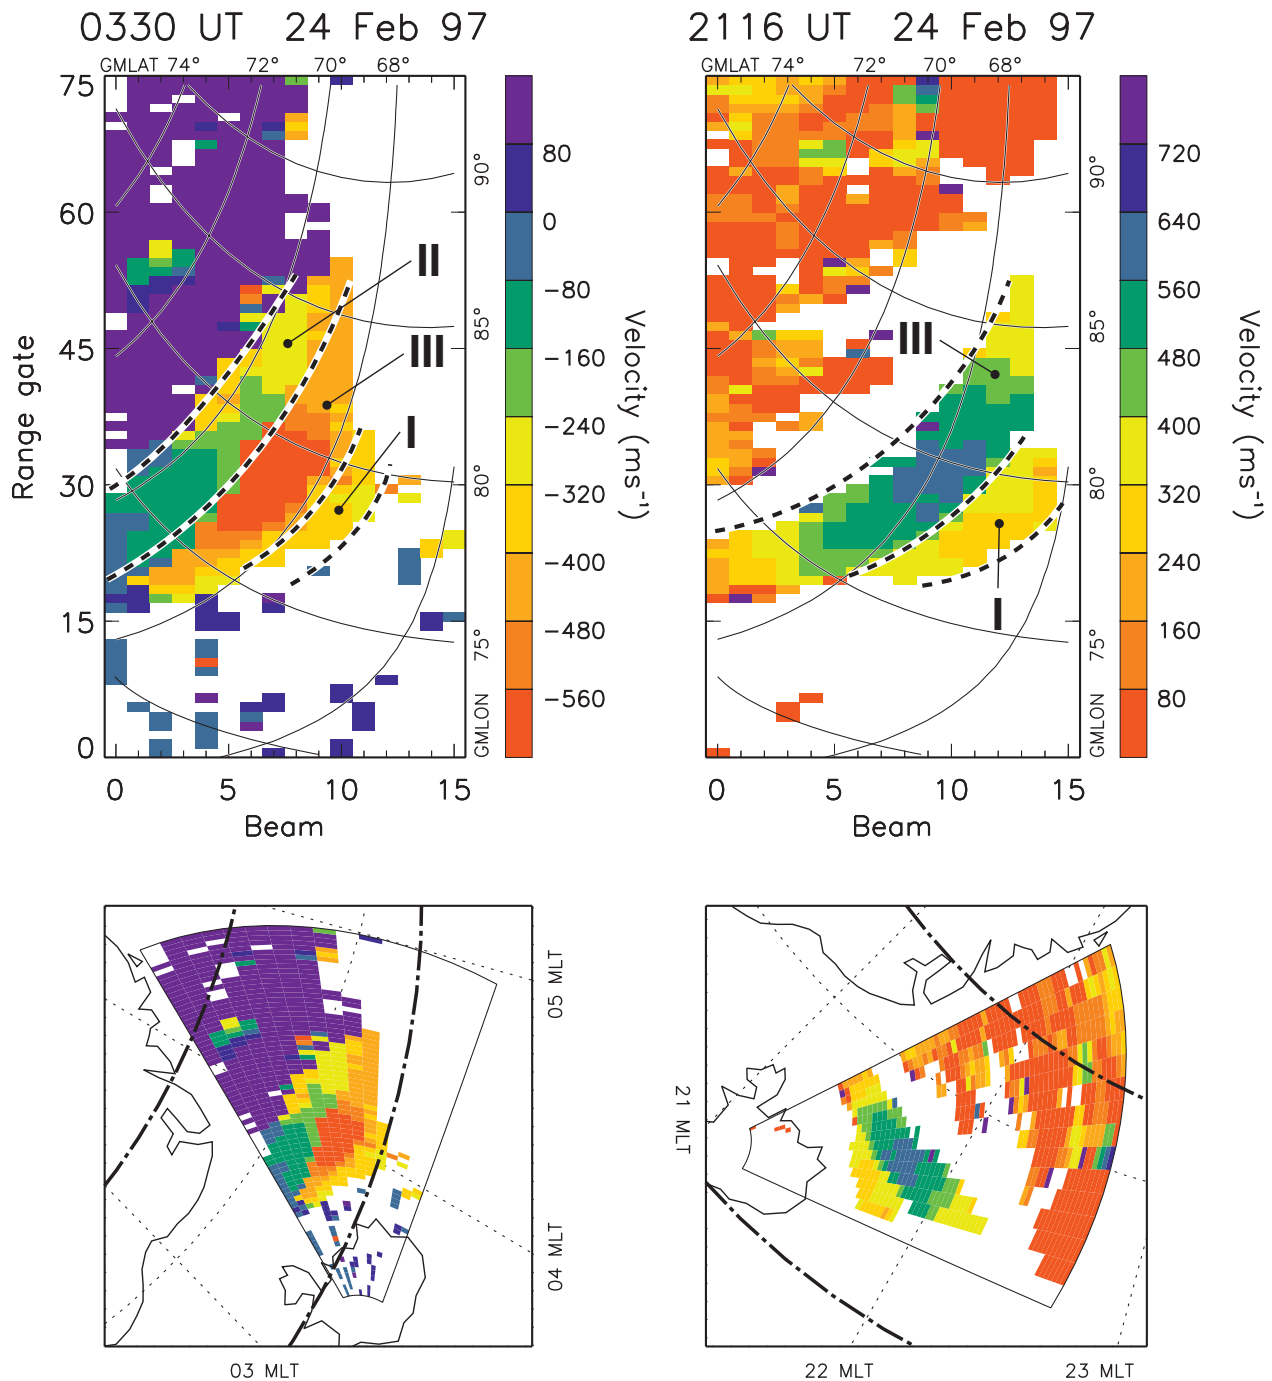 0330 UT 24 Feb 97
GMLAT 74° 72° 70° 68°
75
60
45
30
15
0
Range gate
II
III
I
90°
85°
80°
75°
GMLON
0 5 10 15
Beam
80
0
−80
−160
−240
−320
−400
−480
−560
Velocity (ms⁻¹)
2116 UT 24 Feb 97
GMLAT 74° 72° 70° 68°
III
I
90°
85°
80°
75°
GMLON
0 5 10 15
Beam
720
640
560
480
400
320
240
160
80
Velocity (ms⁻¹)
05 MLT
04 MLT
03 MLT
21 MLT
22 MLT
23 MLT